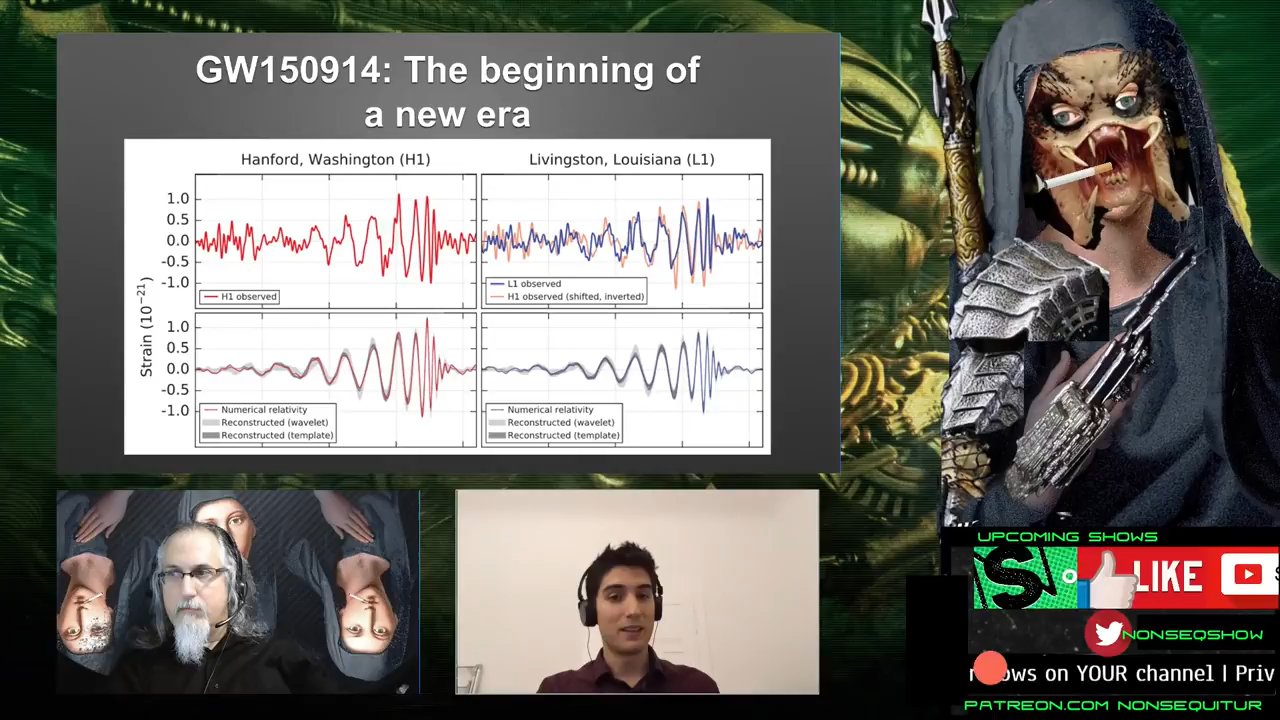 GW150914: The beginning of
a new era
Hanford, Washington (H1)
Livingston, Louisiana (L1)
Strain (10⁻²¹)
1.0
0.5
0.0
-0.5
-1.0
H1 observed
L1 observed
H1 observed (shifted, inverted)
1.0
0.5
0.0
-0.5
-1.0
Numerical relativity
Reconstructed (wavelet)
Reconstructed (template)
Numerical relativity
Reconstructed (wavelet)
Reconstructed (template)
UPCOMING SHOWS
LIKE
NONSEQSHOW
ows on YOUR channel | Priv
PATREON.COM NONSEQUITUR